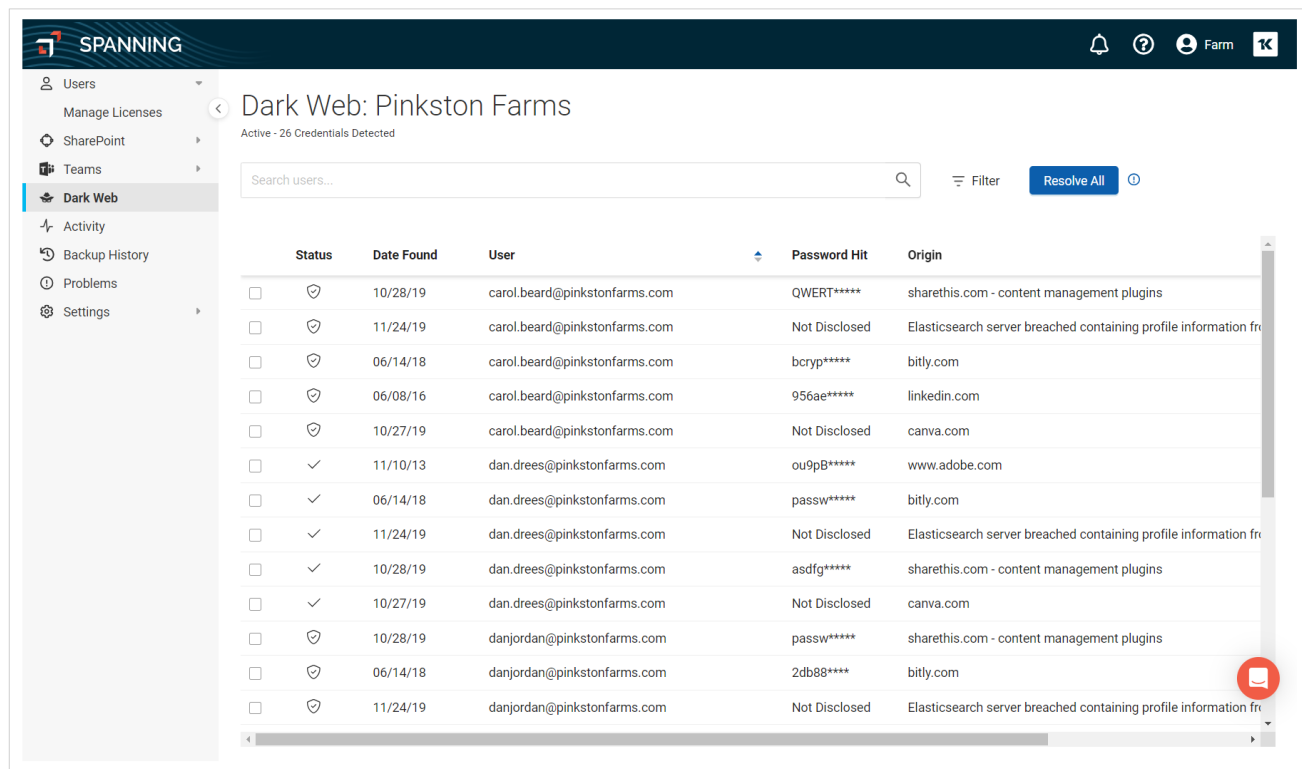 SPANNING
Farm
Users
Manage Licenses
SharePoint
Teams
Dark Web
Activity
Backup History
Problems
Settings
Dark Web: Pinkston Farms
Active - 26 Credentials Detected
Search users...
Filter
Resolve All
Status Date Found User Password Hit Origin
10/28/19 carol.beard@pinkstonfarms.com QWERT***** sharethis.com - content management plugins
11/24/19 carol.beard@pinkstonfarms.com Not Disclosed Elasticsearch server breached containing profile information fro
06/14/18 carol.beard@pinkstonfarms.com bcryp***** bitly.com
06/08/16 carol.beard@pinkstonfarms.com 956ae***** linkedin.com
10/27/19 carol.beard@pinkstonfarms.com Not Disclosed canva.com
11/10/13 dan.drees@pinkstonfarms.com ou9pB***** www.adobe.com
06/14/18 dan.drees@pinkstonfarms.com passw***** bitly.com
11/24/19 dan.drees@pinkstonfarms.com Not Disclosed Elasticsearch server breached containing profile information fro
10/28/19 dan.drees@pinkstonfarms.com asdfg***** sharethis.com - content management plugins
10/27/19 dan.drees@pinkstonfarms.com Not Disclosed canva.com
10/28/19 danjordan@pinkstonfarms.com passw***** sharethis.com - content management plugins
06/14/18 danjordan@pinkstonfarms.com 2db88**** bitly.com
11/24/19 danjordan@pinkstonfarms.com Not Disclosed Elasticsearch server breached containing profile information fro